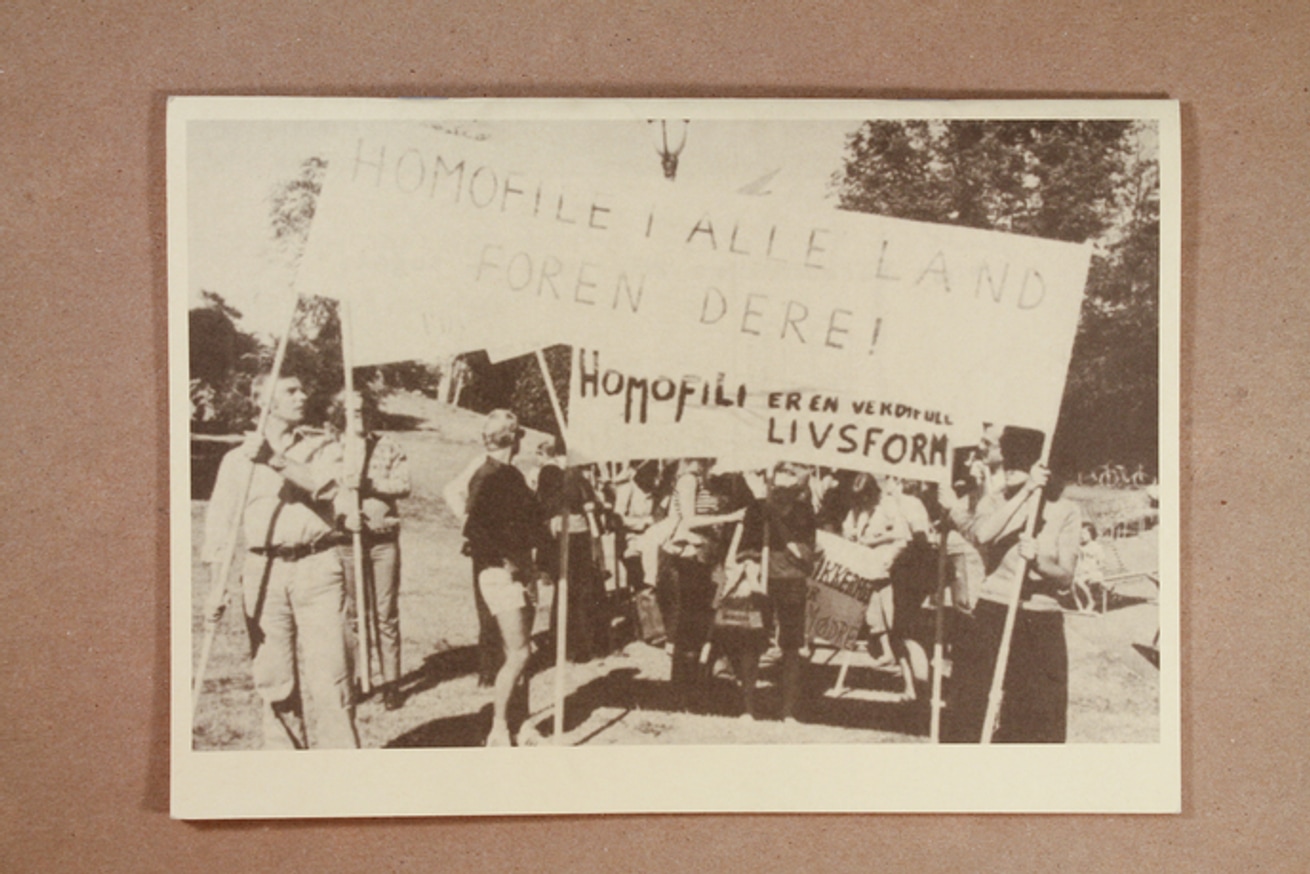 HOMOFILE I ALLE LAND
FOREN DERE!
HOMOFILI ER EN VERDIFULL
LIVSFORM